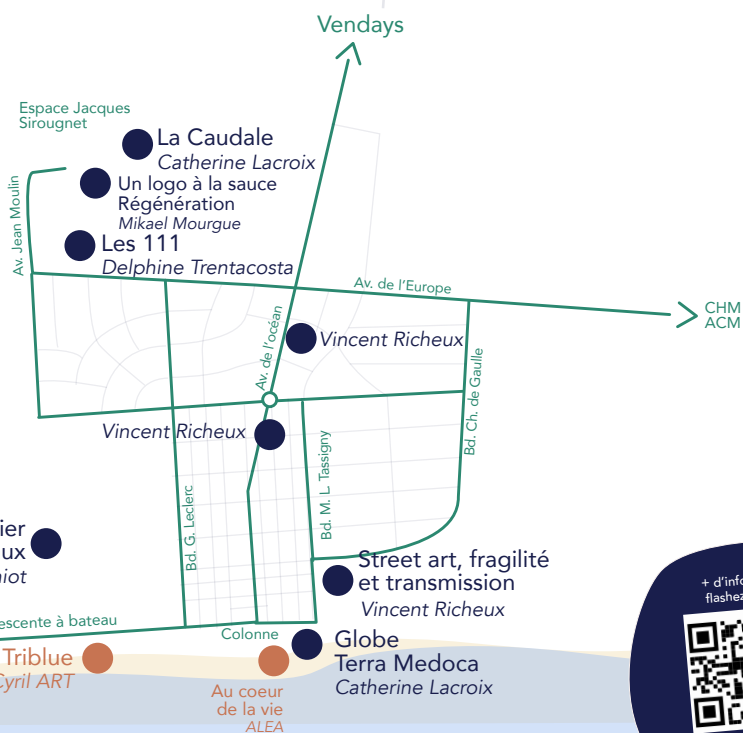 Vendays
Espace Jacques
Sirougnet
La Caudale
Catherine Lacroix
Un logo à la sauce
Régénération
Mikael Mourgue
Les 111
Delphine Trentacosta
Av. Jean Moulin
Av. de l'Europe
CHM
ACM
Av. de l'océan
Vincent Richeux
Bd. Ch. de Gaulle
Vincent Richeux
Bd. M. L. Tassigny
Bd. G. Leclerc
ier
ux
iot
Street art, fragilité
et transmission
Vincent Richeux
+ d'info
flashez
escente à bateau
Colonne
Globe
Terra Medoca
Catherine Lacroix
Triblue
Cyril ART
Au coeur
de la vie
ALEA